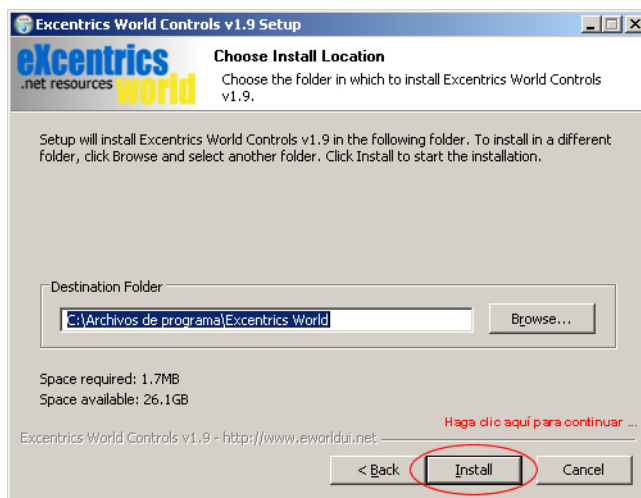 Excentrics World Controls v1.9 Setup
eXcentrics
.net resources world
Choose Install Location
Choose the folder in which to install Excentrics World Controls
v1.9.
Setup will install Excentrics World Controls v1.9 in the following folder. To install in a different
folder, click Browse and select another folder. Click Install to start the installation.
Destination Folder
C:\Archivos de programa\Excentrics World
Browse...
Space required: 1.7MB
Space available: 26.1GB
Haga clic aquí para continuar ...
Excentrics World Controls v1.9 - http://www.eworldui.net
< Back
Install
Cancel